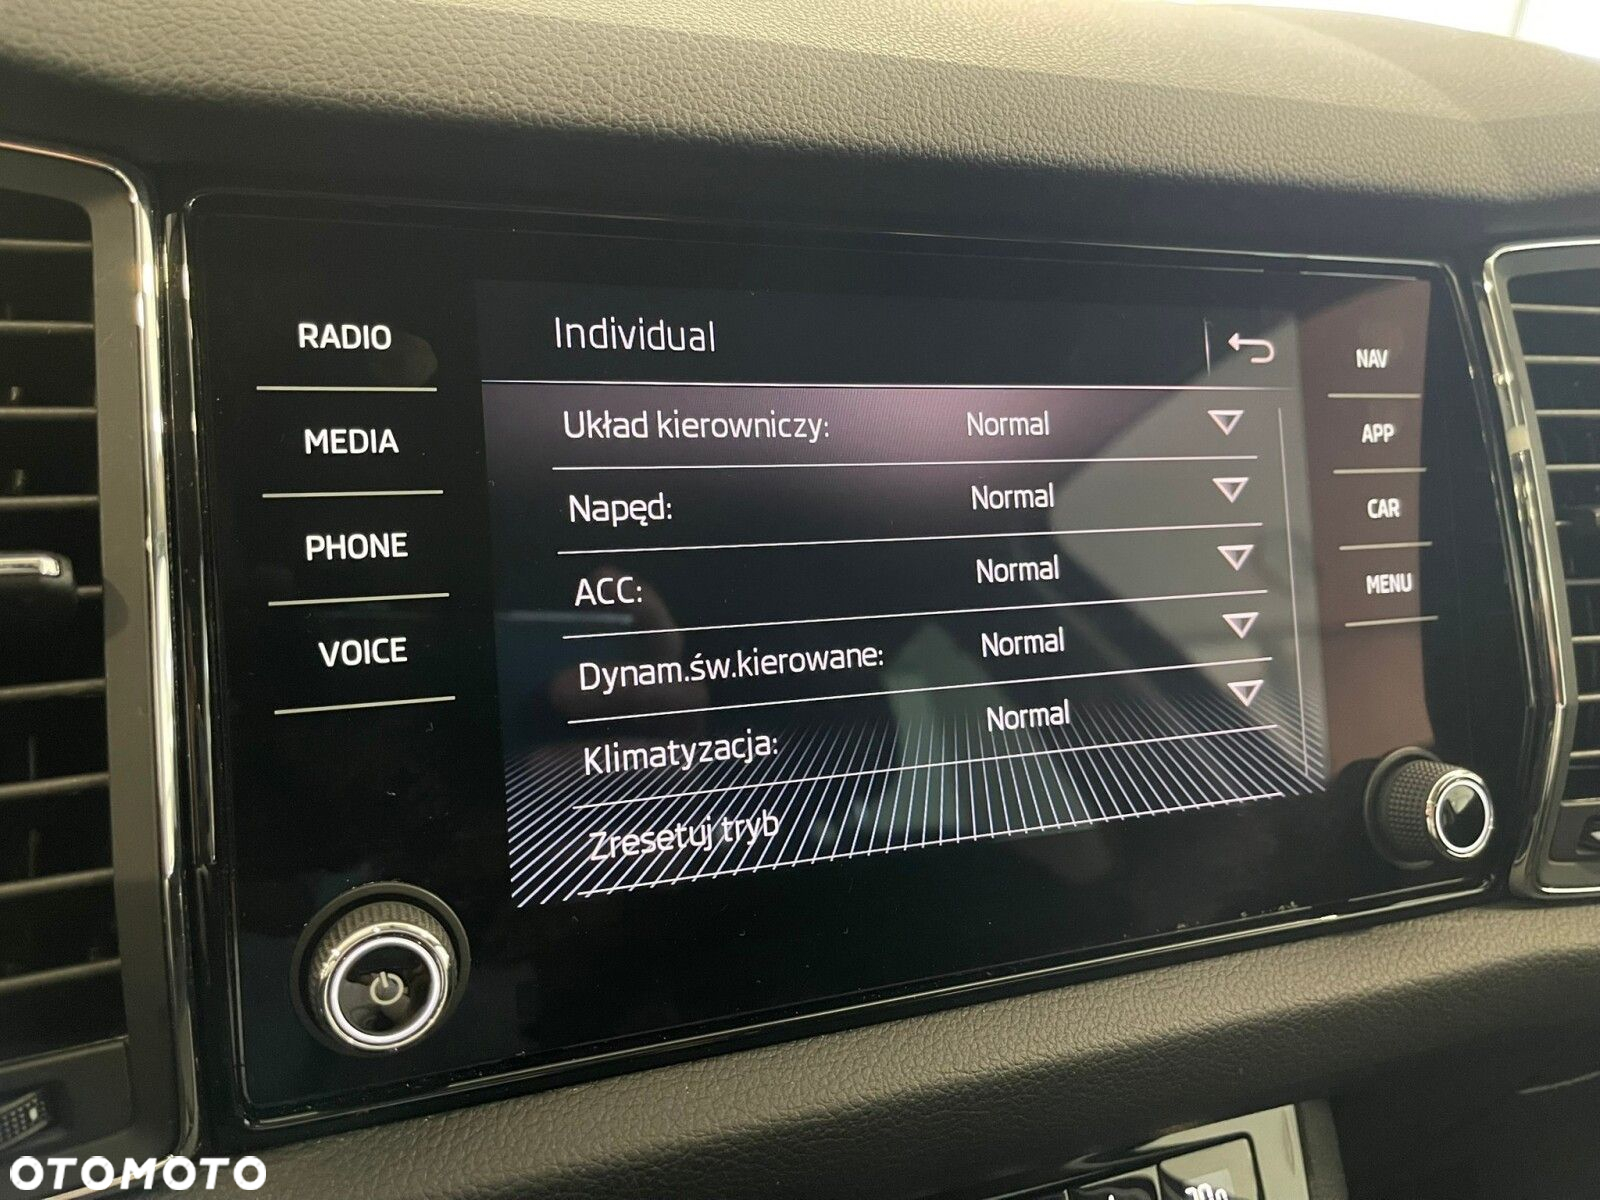 Individual
RADIO
MEDIA
PHONE
VOICE
Układ kierowniczy: Normal
Napęd: Normal
ACC: Normal
Dynam.św.kierowane: Normal
Klimatyzacja: Normal
Zresetuj tryb
NAV
APP
CAR
MENU
OTOMOTO